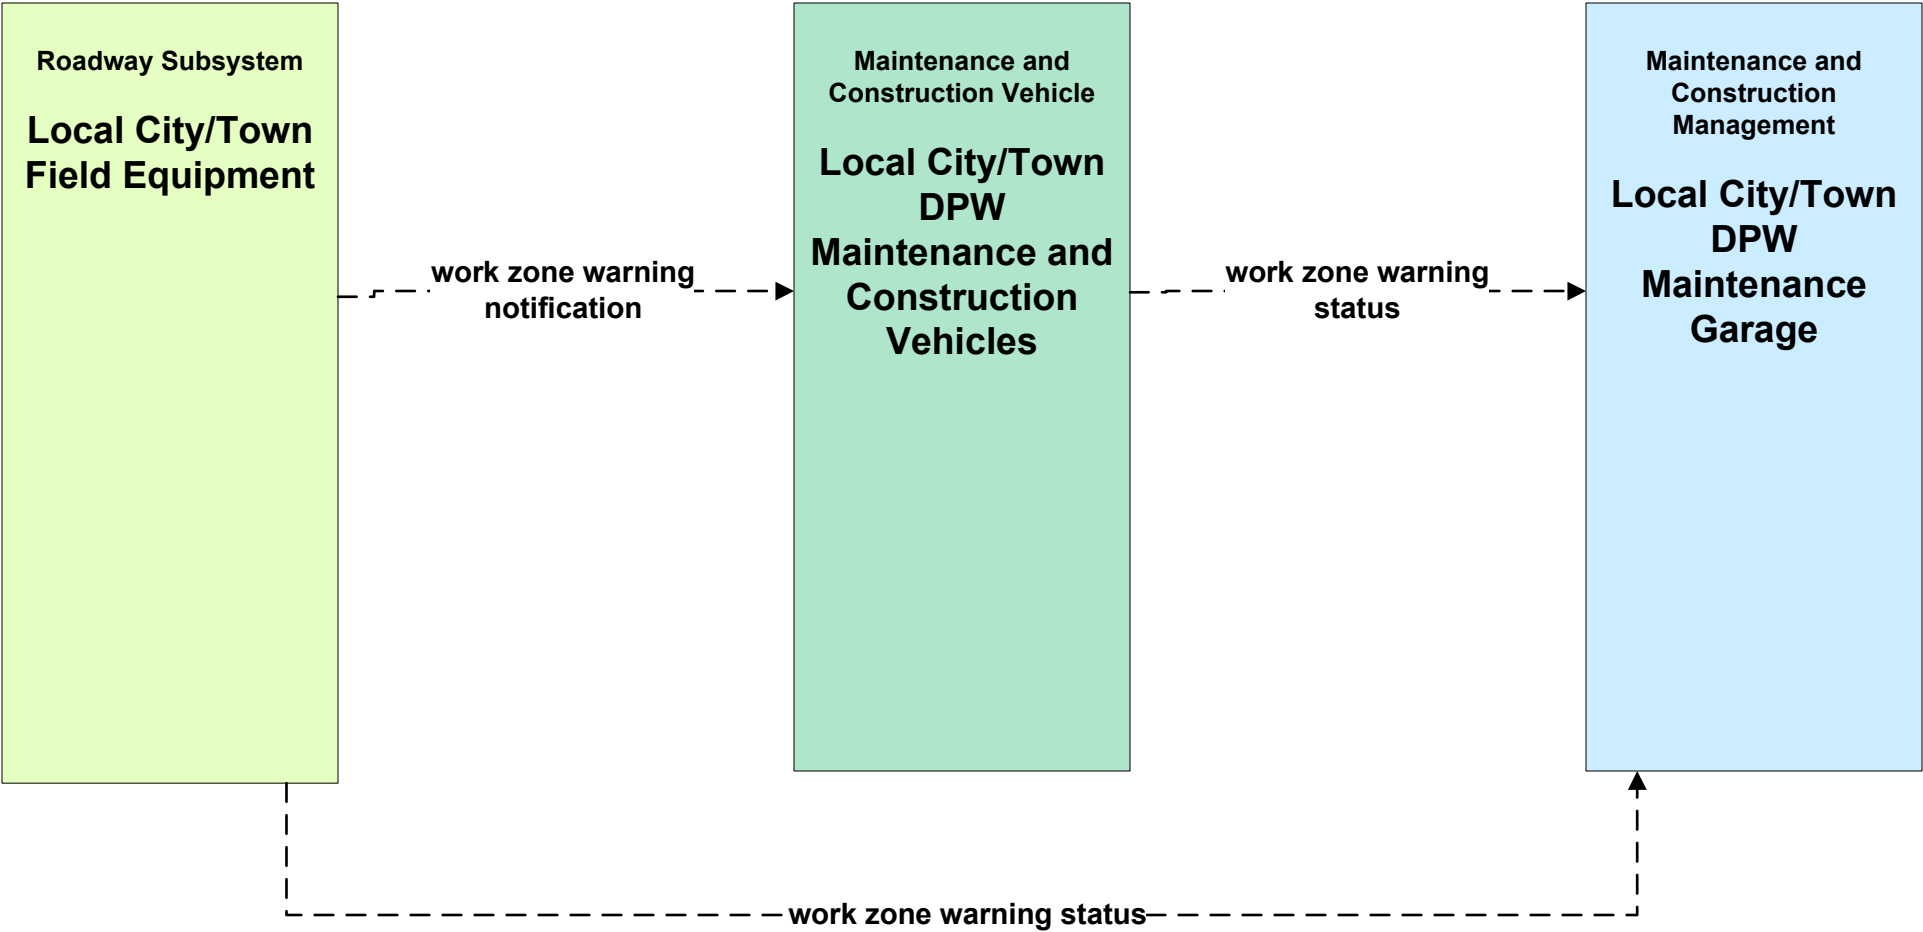 Roadway Subsystem
Local City/Town
Field Equipment
work zone warning
notification
Maintenance and
Construction Vehicle
Local City/Town
DPW
Maintenance and
Construction
Vehicles
work zone warning
status
Maintenance and
Construction
Management
Local City/Town
DPW
Maintenance
Garage
work zone warning status